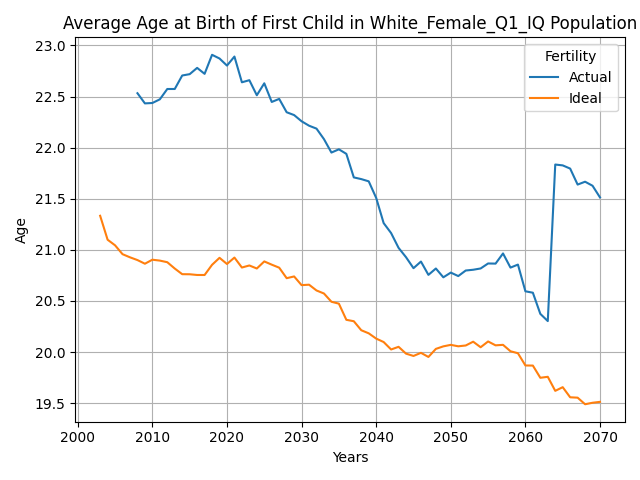 Average Age at Birth of First Child in White_Female_Q1_IQ Population
23.0
22.5
22.0
21.5
21.0
20.5
20.0
19.5
Age
Fertility
Actual
Ideal
2000 2010 2020 2030 2040 2050 2060 2070
Years